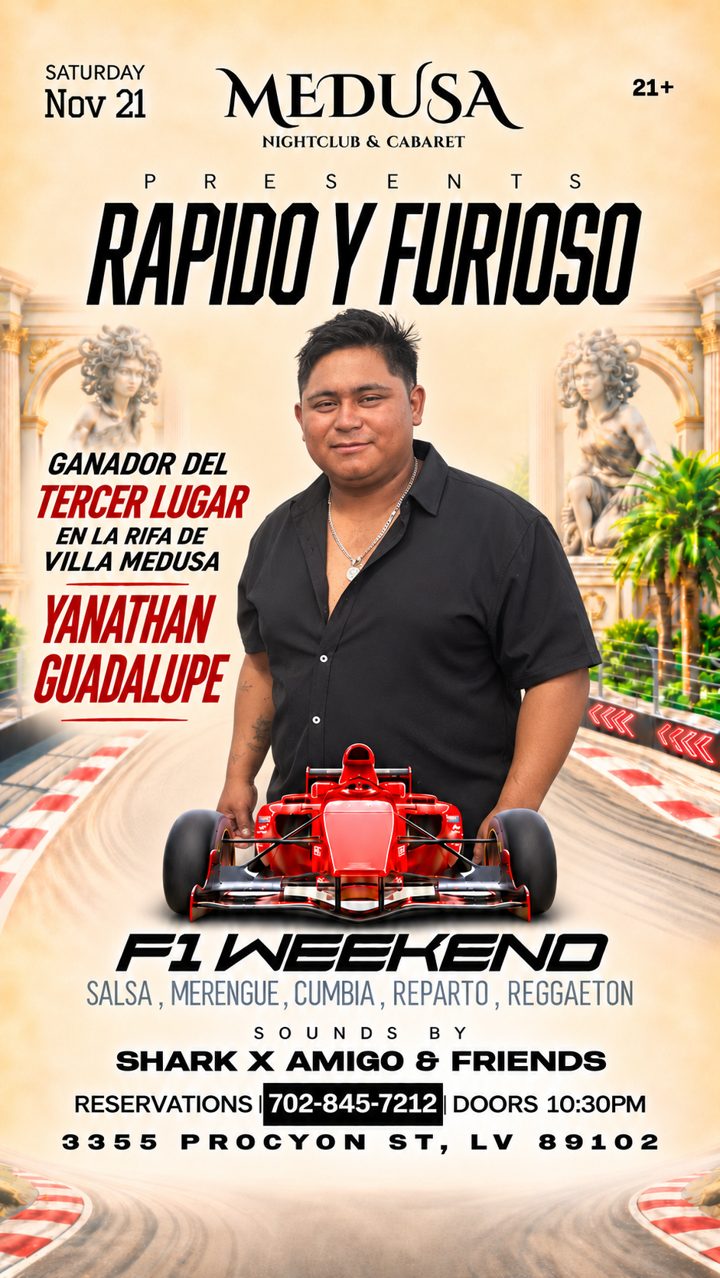 SATURDAY
Nov 21
MEDUSA
NIGHTCLUB & CABARET
21+
PRESENTS
RAPIDO Y FURIOSO
GANADOR DEL
TERCER LUGAR
EN LA RIFA DE
VILLA MEDUSA
YANATHAN
GUADALUPE
F1 WEEKEND
SALSA, MERENGUE, CUMBIA, REPARTO, REGGAETON
SOUNDS BY
SHARK X AMIGO & FRIENDS
RESERVATIONS | 702-845-7212 | DOORS 10:30PM
3355 PROCYON ST, LV 89102